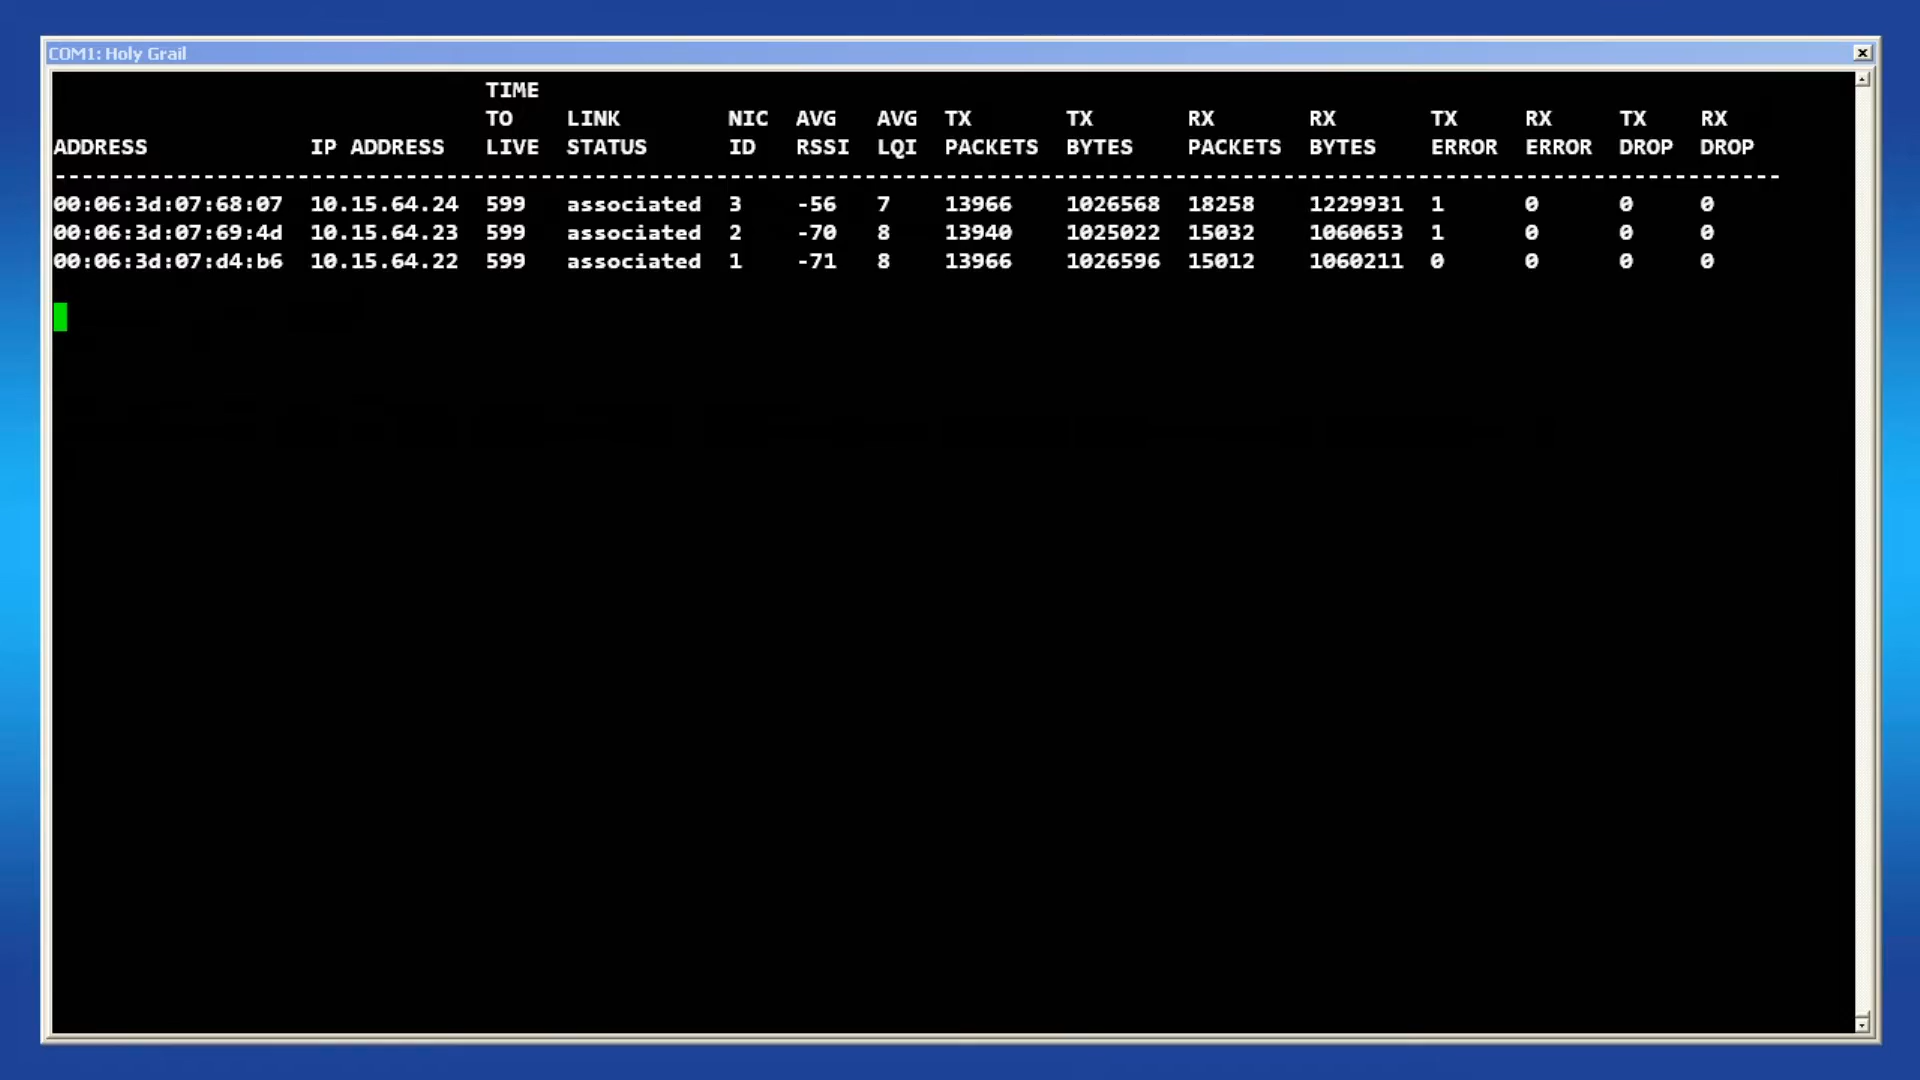 COM1: Holy Grail
TIME
TO LINK NIC AVG AVG TX TX RX RX TX RX TX RX
ADDRESS IP ADDRESS LIVE STATUS ID RSSI LQI PACKETS BYTES PACKETS BYTES ERROR ERROR DROP DROP
--------------------------------------------------------------------------------------------------------------------------------
00:06:3d:07:68:07 10.15.64.24 599 associated 3 -56 7 13966 1026568 18258 1229931 1 0 0 0
00:06:3d:07:69:4d 10.15.64.23 599 associated 2 -70 8 13940 1025022 15032 1060653 1 0 0 0
00:06:3d:07:d4:b6 10.15.64.22 599 associated 1 -71 8 13966 1026596 15012 1060211 0 0 0 0